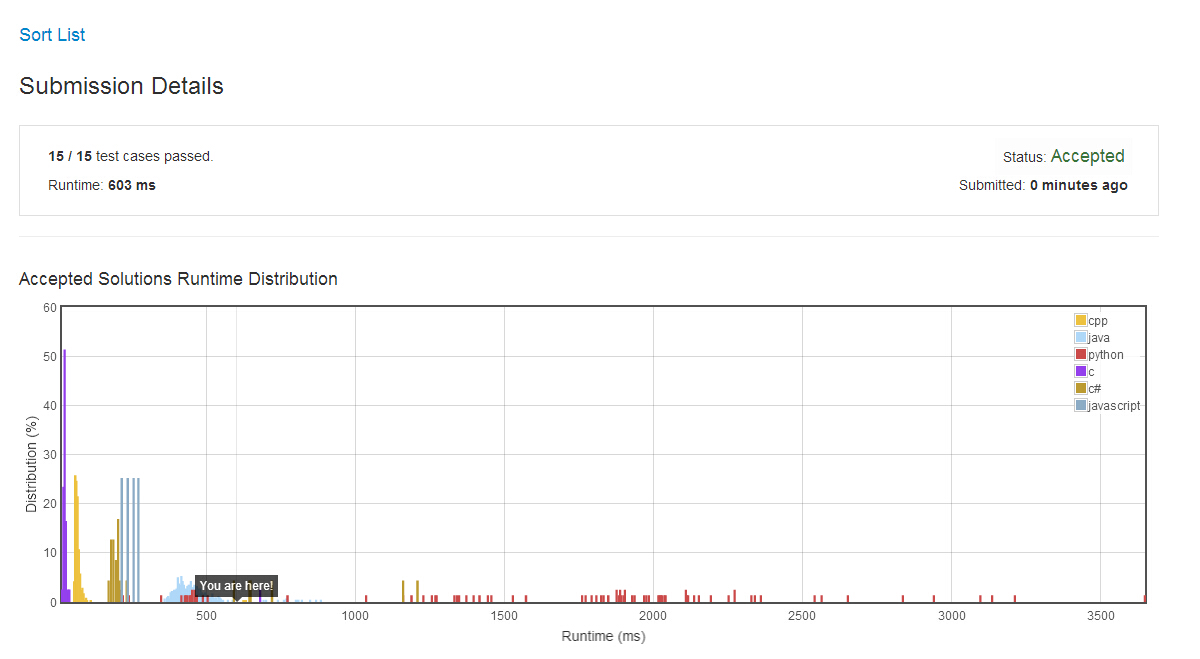 Sort List
Submission Details
15 / 15 test cases passed.
Status: Accepted
Runtime: 603 ms
Submitted: 0 minutes ago
Accepted Solutions Runtime Distribution
Distribution (%)
60
50
40
30
20
10
0
cpp
java
python
c
c#
javascript
You are here!
500
1000
1500
2000
2500
3000
3500
Runtime (ms)